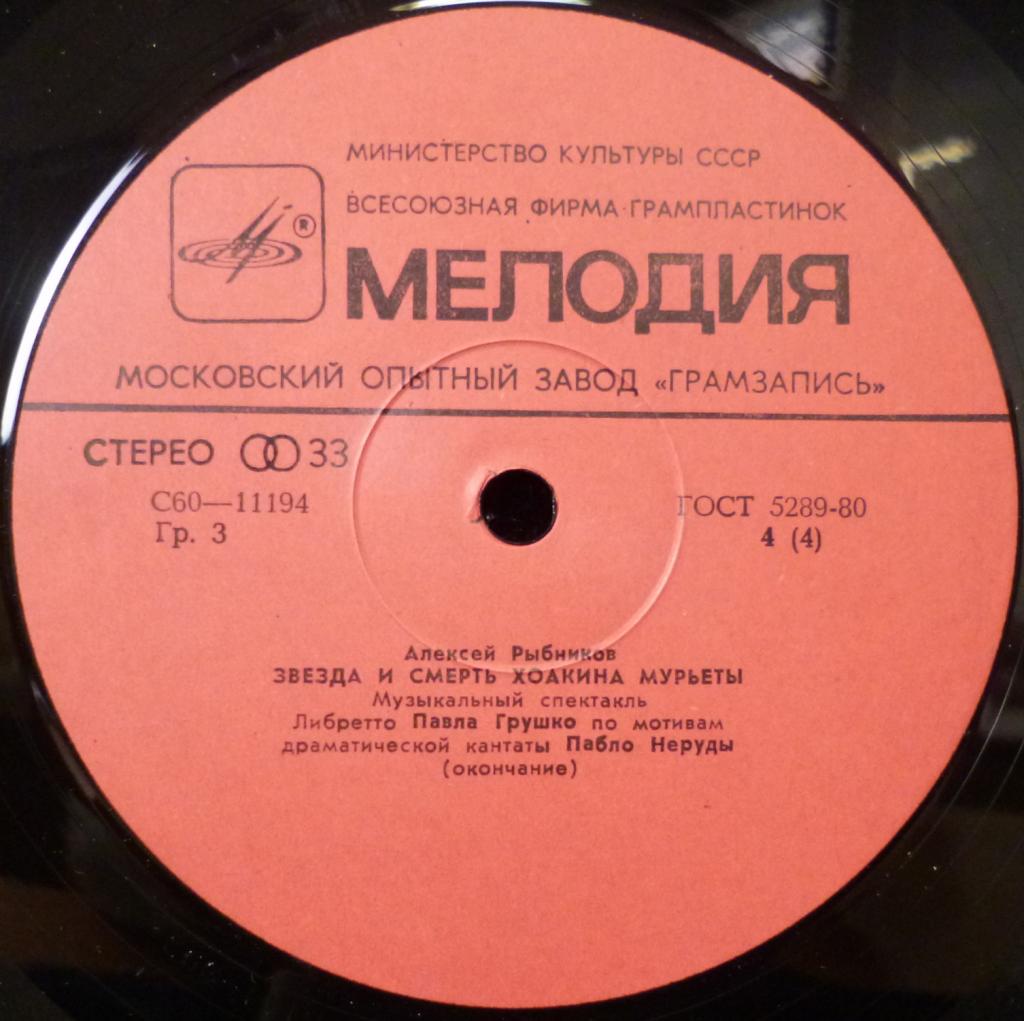 МИНИСТЕРСТВО КУЛЬТУРЫ СССР
ВСЕСОЮЗНАЯ ФИРМА ГРАМПЛАСТИНОК
®
МЕЛОДИЯ
МОСКОВСКИЙ ОПЫТНЫЙ ЗАВОД «ГРАМЗАПИСЬ»
СТЕРЕО 33
С60—11194
Гр. 3
ГОСТ 5289-80
4 (4)
Алексей Рыбников
ЗВЕЗДА И СМЕРТЬ ХОАКИНА МУРЬЕТЫ
Музыкальный спектакль
Либретто Павла Грушко по мотивам
драматической кантаты Пабло Неруды
(окончание)